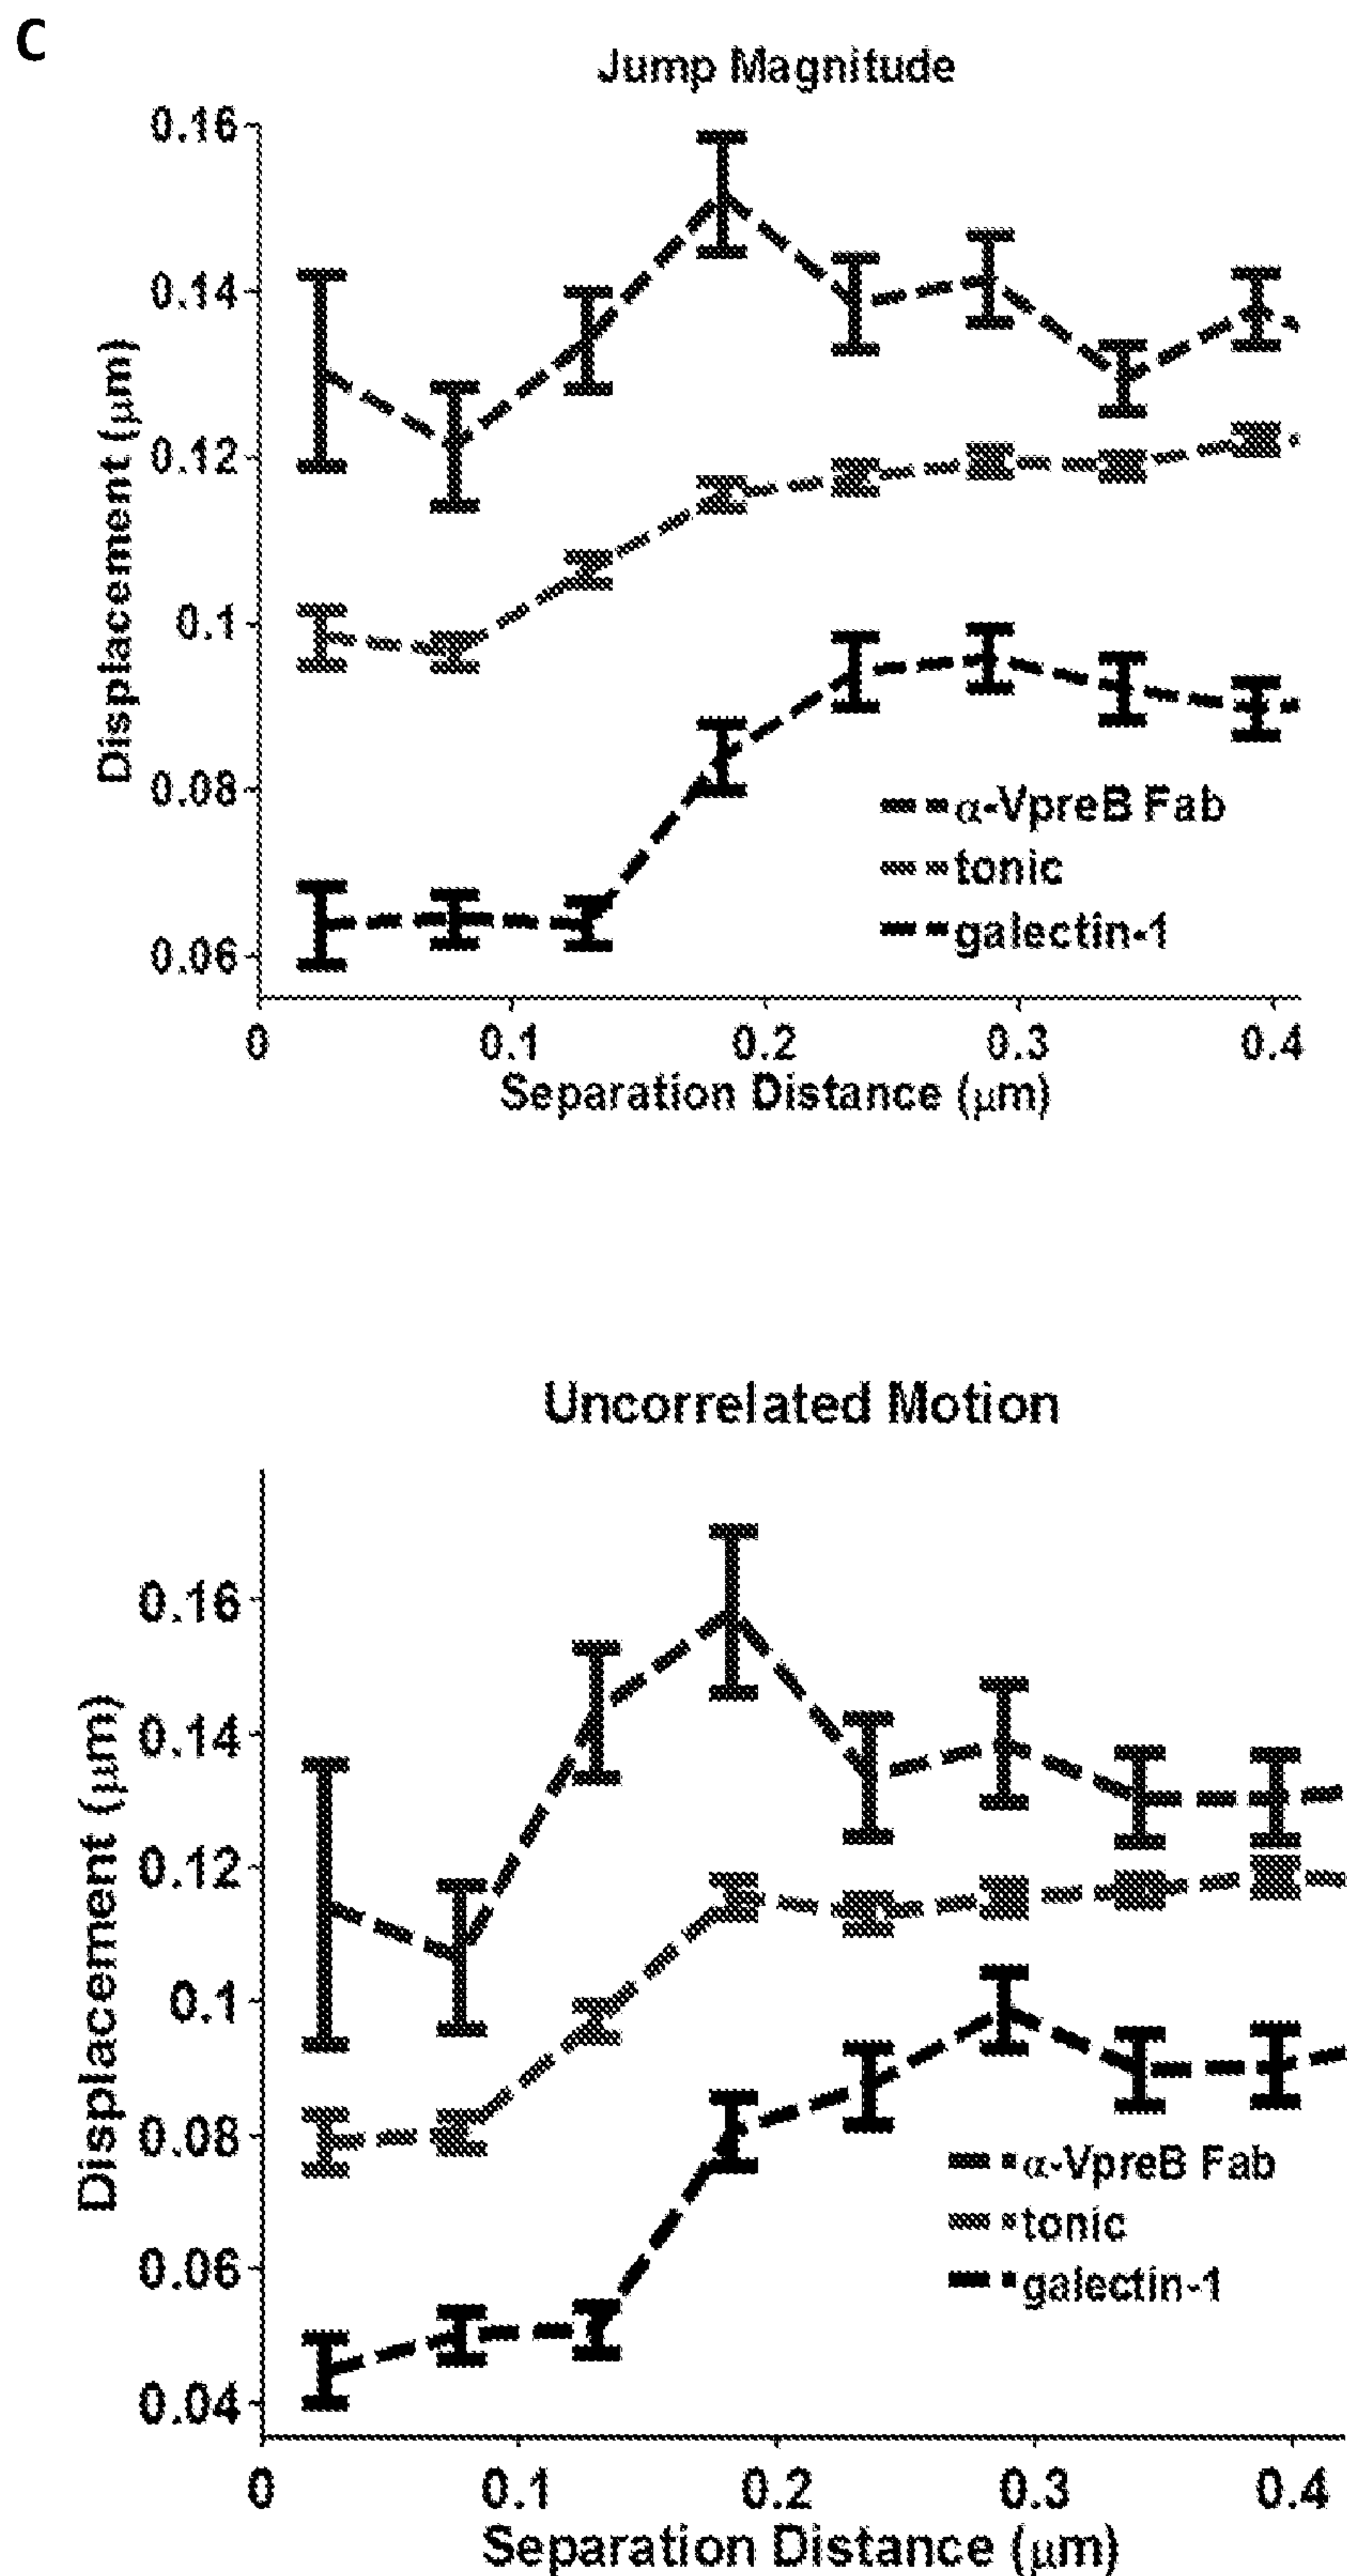 C
Jump Magnitude
0.16
0.14
0.12
0.1
0.08
0.06
Displacement (μm)
α-VpreB Fab
tonic
galectin-1
0 0.1 0.2 0.3 0.4
Separation Distance (μm)
Uncorrelated Motion
0.16
0.14
0.12
0.1
0.08
0.06
0.04
Displacement (μm)
α-VpreB Fab
tonic
galectin-1
0 0.1 0.2 0.3 0.4
Separation Distance (μm)